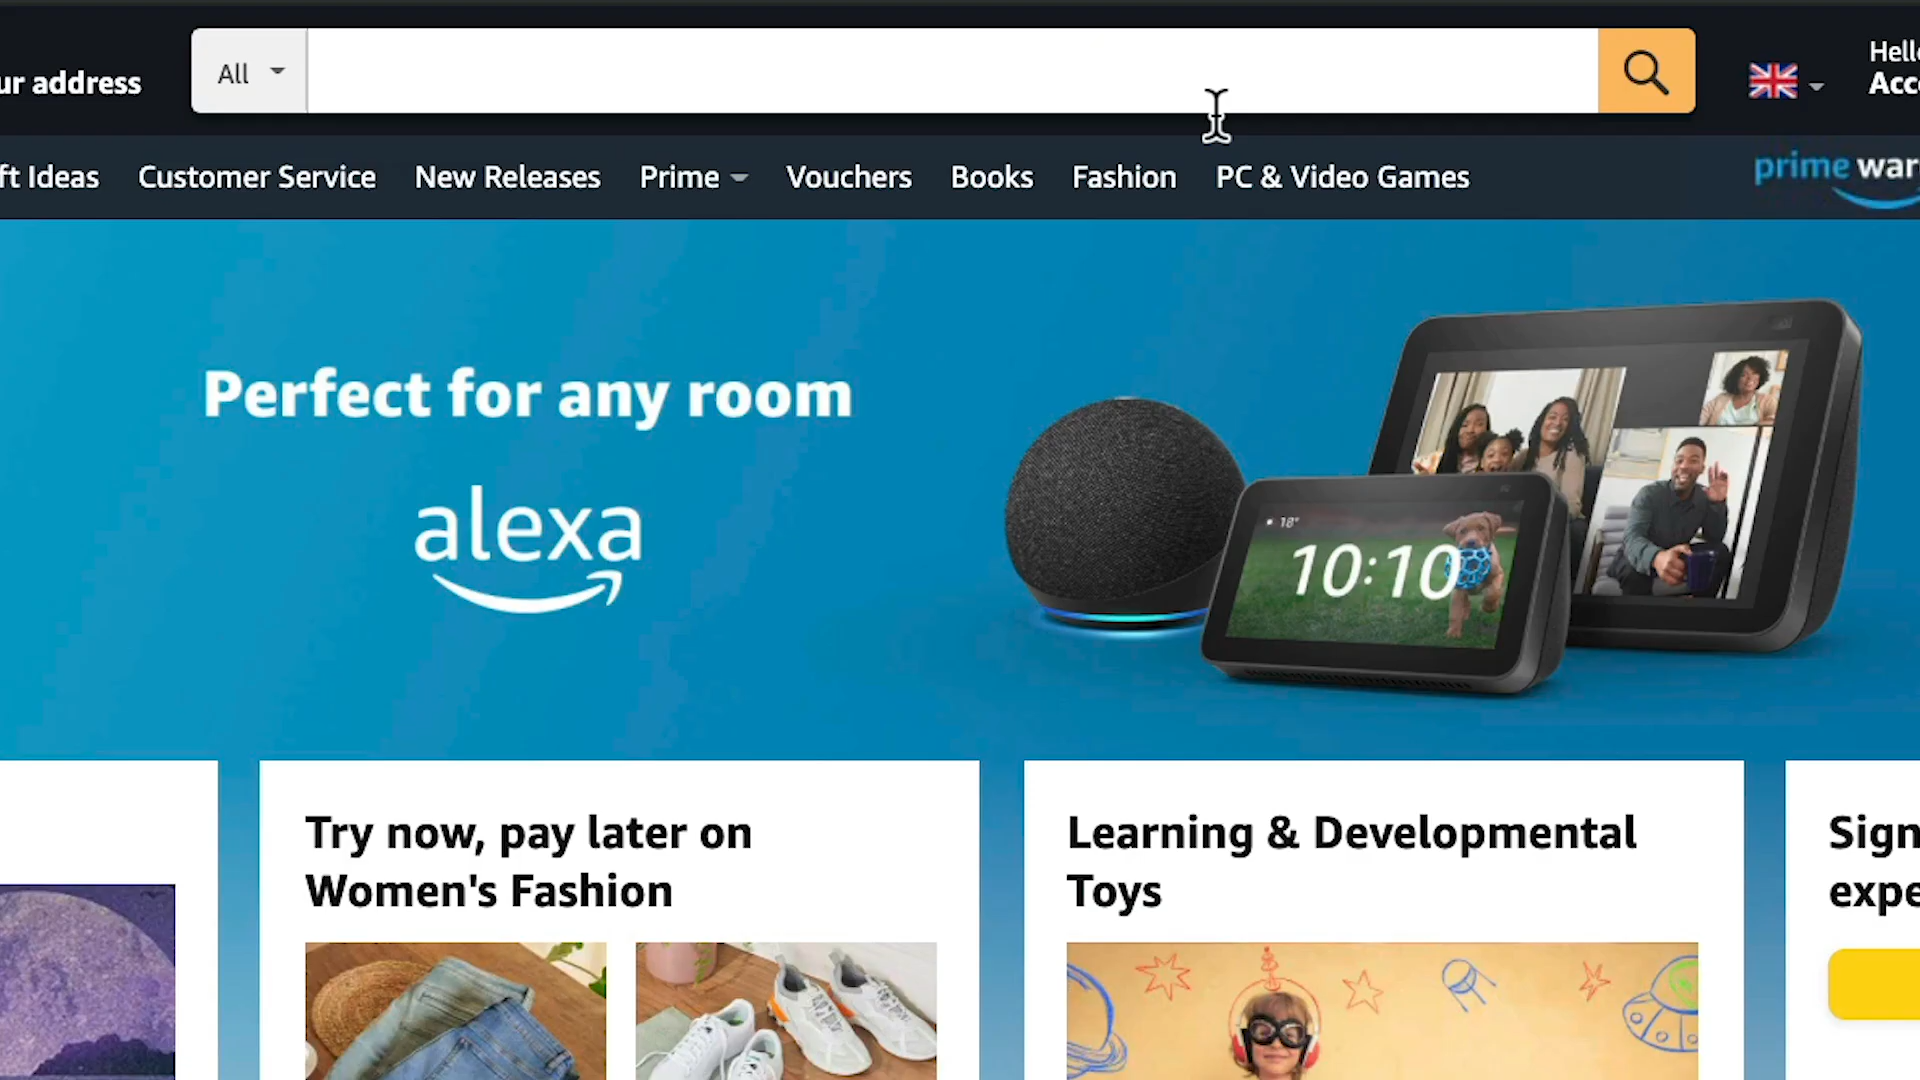 ur address
All
Hell
Acc
ft Ideas
Customer Service
New Releases
Prime
Vouchers
Books
Fashion
PC & Video Games
prime war
Perfect for any room
alexa
18°
10:10
Try now, pay later on
Women's Fashion
Learning & Developmental
Toys
Sign
expe